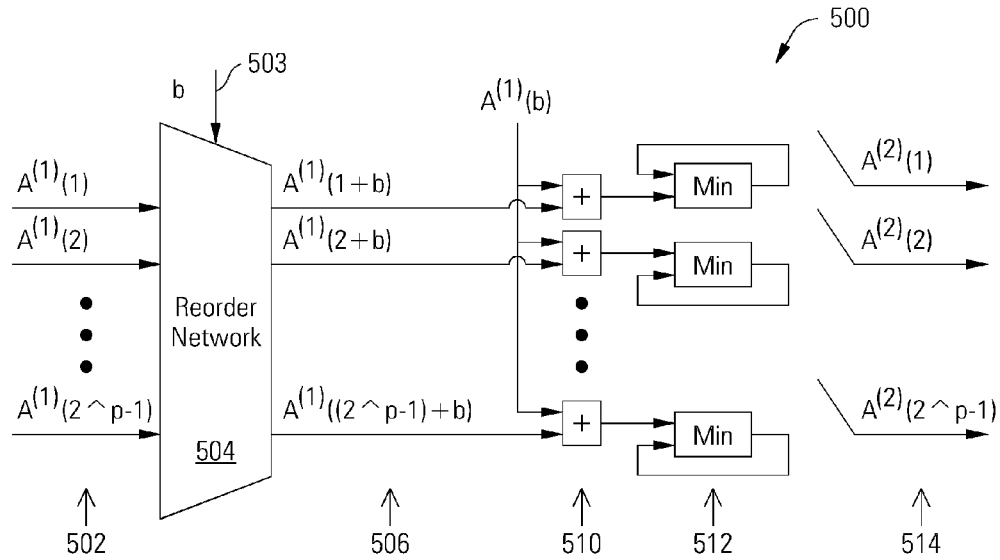 500
503
b
A^(1)(b)
A^(1)(1)
A^(1)(1+b)
+
Min
A^(2)(1)
A^(1)(2)
A^(1)(2+b)
+
Min
A^(2)(2)
Reorder
Network
A^(1)(2^p-1)
A^(1)((2^p-1)+b)
+
Min
A^(2)(2^p-1)
504
502
506
510
512
514